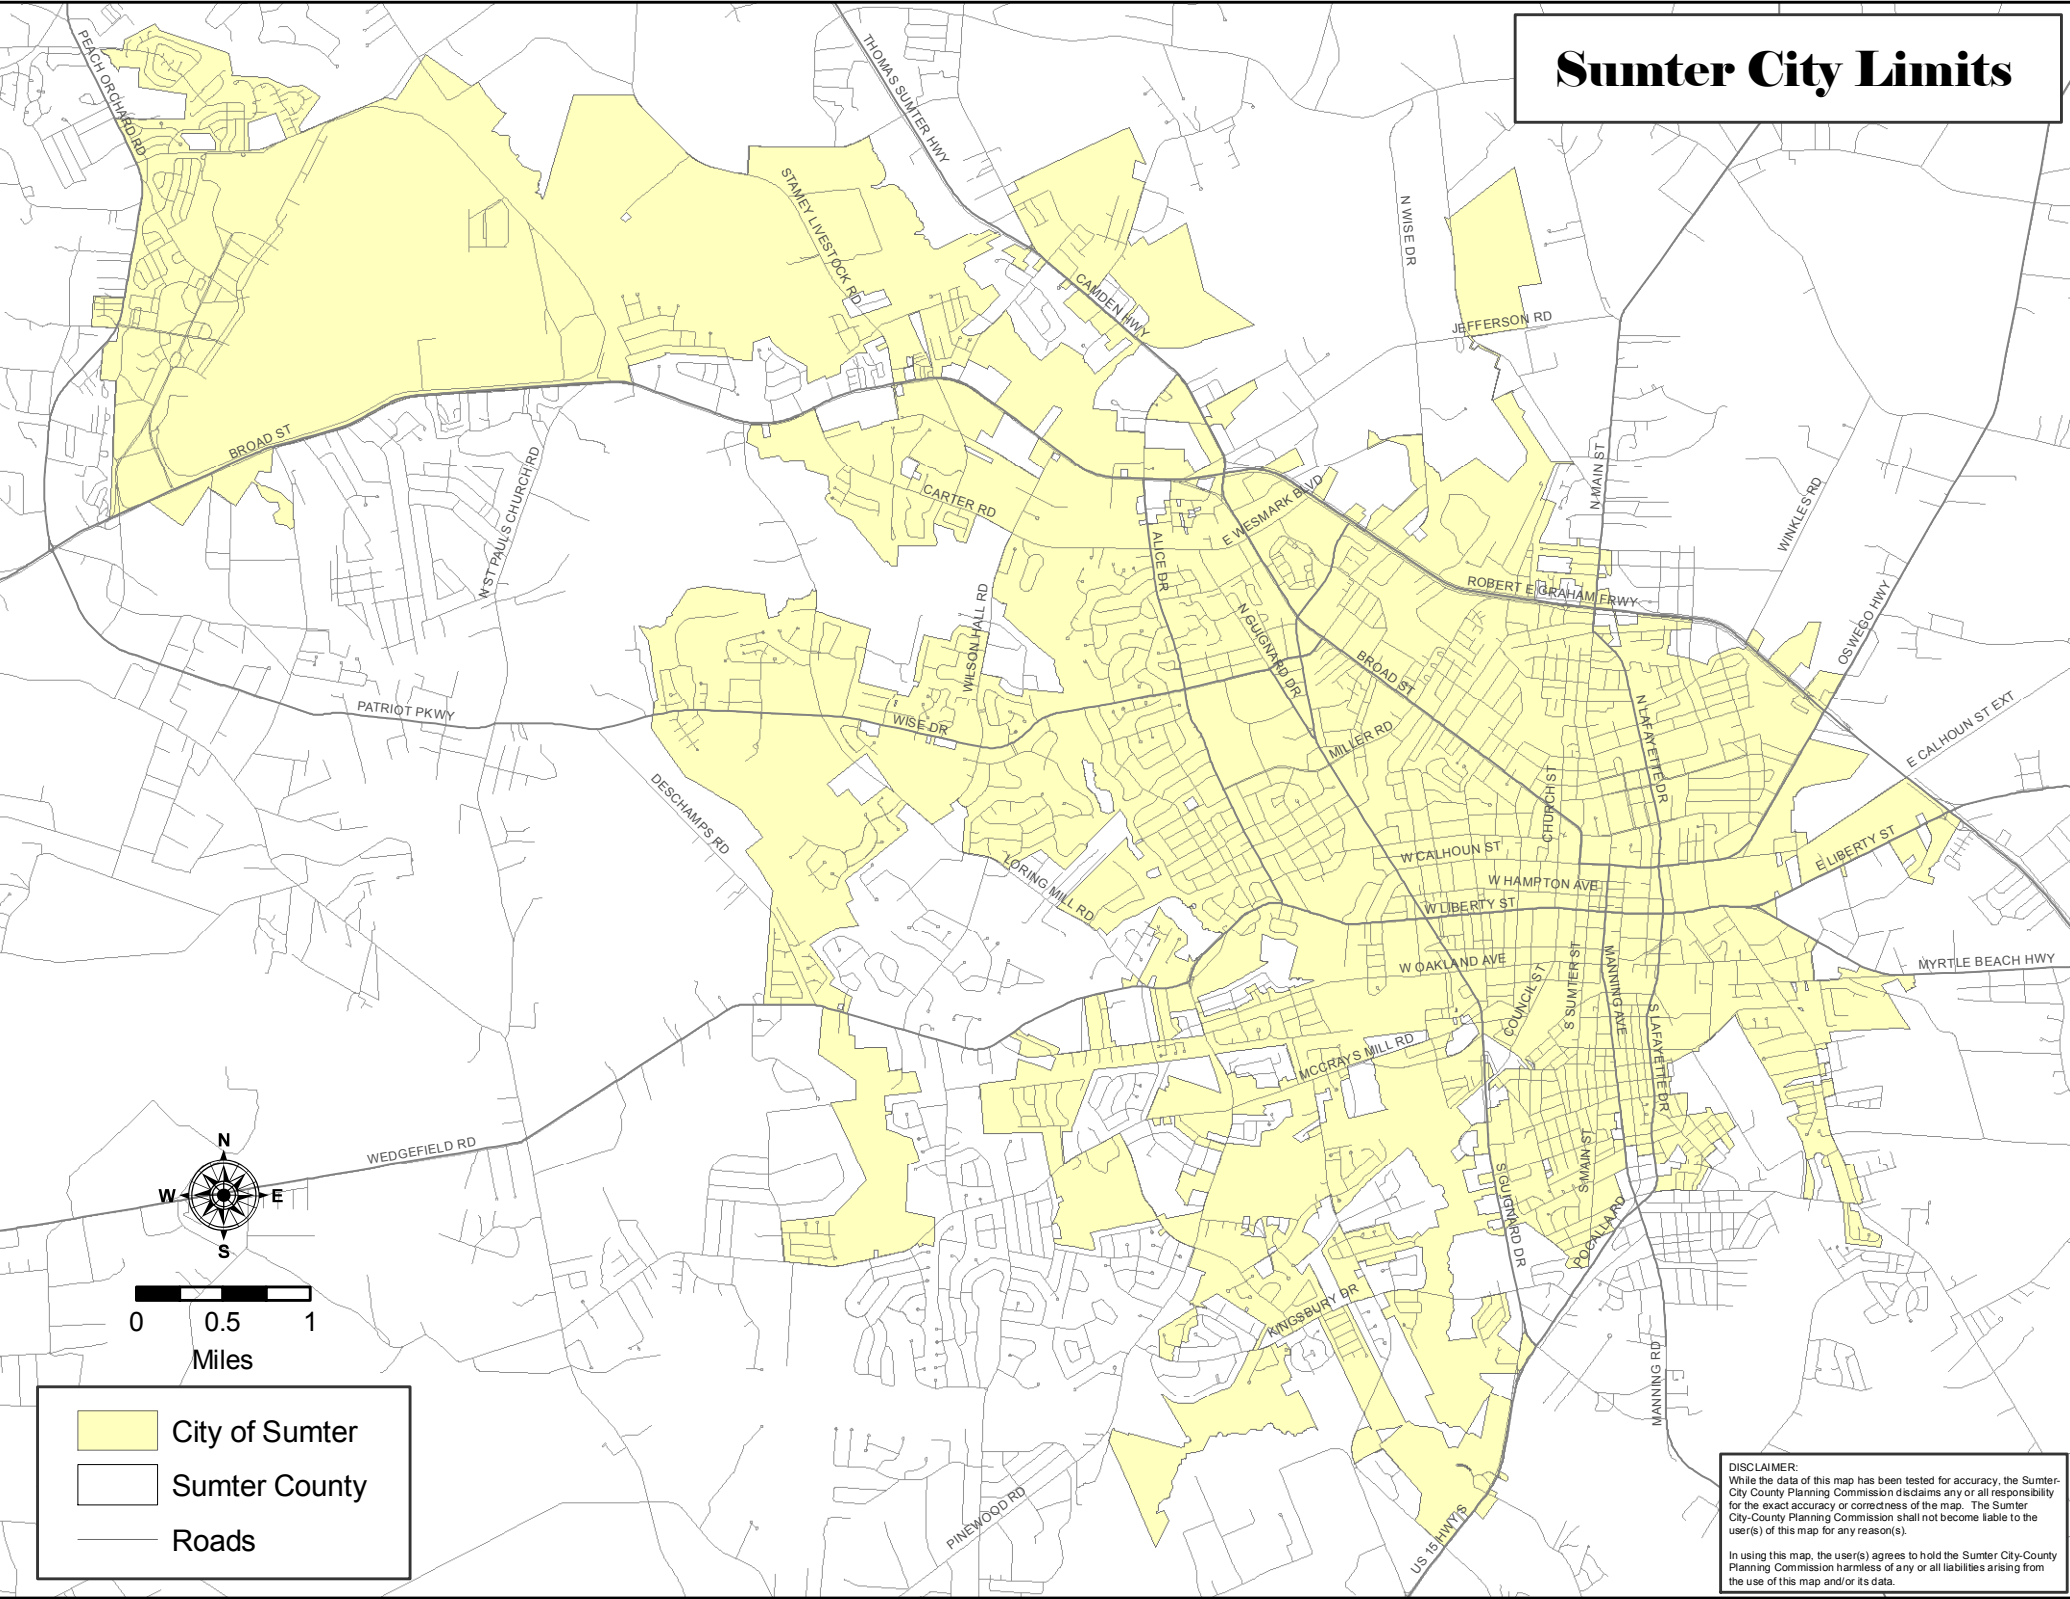 Sumter City Limits
PEACH ORCHARD RD
THOMAS SUMTER HWY
STAMEY LIVESTOCK RD
N WISE DR
CAMDEN HWY
JEFFERSON RD
BROAD ST
N ST PAULS CHURCH RD
CARTER RD
E WESMARK BLVD
N MAIN ST
WINKLES RD
ALICE DR
ROBERT E GRAHAM FRWY
OSWEGO HWY
WILSON HALL RD
N GUIGNARD DR
BROAD ST
PATRIOT PKWY
WISE DR
N LAFAYETTE DR
E CALHOUN ST EXT
MILLER RD
DESCHAMPS RD
CHURCH ST
LORING MILL RD
W CALHOUN ST
E LIBERTY ST
W HAMPTON AVE
W LIBERTY ST
W OAKLAND AVE
MYRTLE BEACH HWY
COUNCIL ST
S SUMTER ST
MANNING AVE
S LAFAYETTE DR
MCCRAYS MILL RD
WEDGEFIELD RD
S MAIN ST
S GUIGNARD DR
POCALLA RD
KINGSBURY DR
MANNING RD
PINEWOOD RD
US 15 HWY S
N
W
E
S
0 0.5 1
Miles
City of Sumter
Sumter County
Roads
DISCLAIMER:
While the data of this map has been tested for accuracy, the Sumter-
City County Planning Commission disclaims any or all responsibility
for the exact accuracy or correctness of the map. The Sumter
City-County Planning Commission shall not become liable to the
user(s) of this map for any reason(s).
In using this map, the user(s) agrees to hold the Sumter City-County
Planning Commission harmless of any or all liabilities arising from
the use of this map and/or its data.